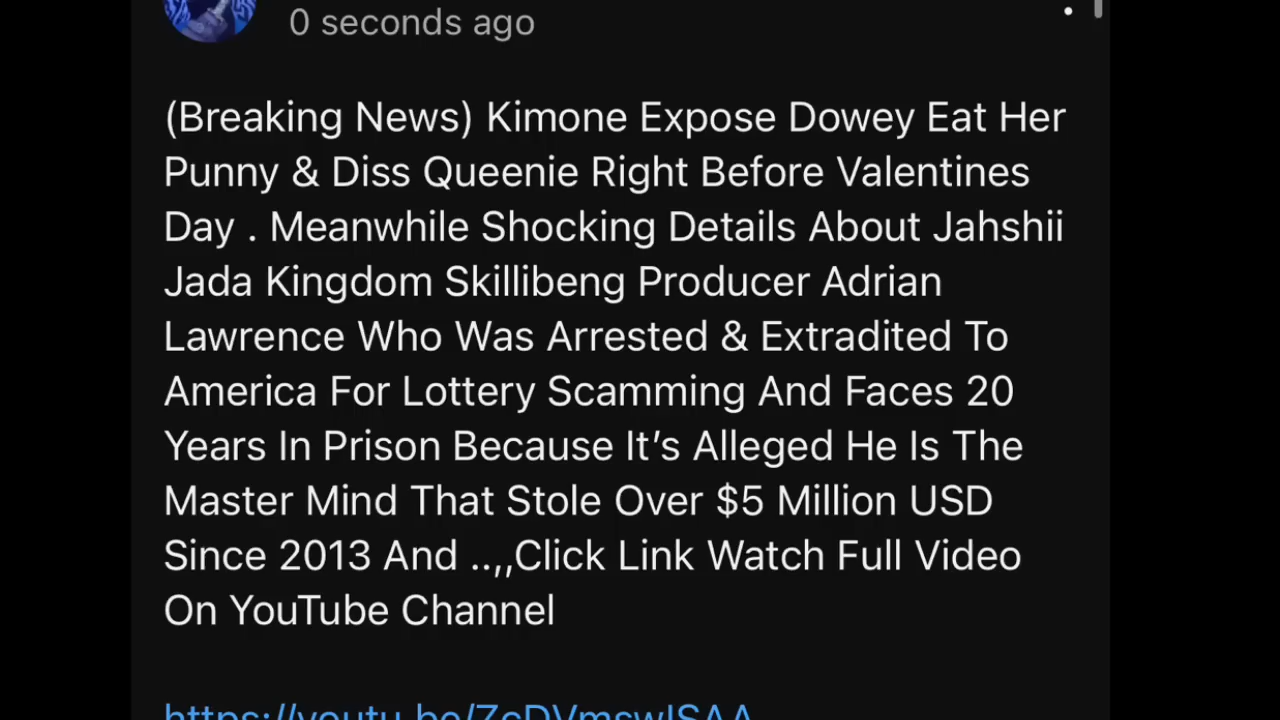 0 seconds ago
(Breaking News) Kimone Expose Dowey Eat Her
Punny & Diss Queenie Right Before Valentines
Day . Meanwhile Shocking Details About Jahshii
Jada Kingdom Skillibeng Producer Adrian
Lawrence Who Was Arrested & Extradited To
America For Lottery Scamming And Faces 20
Years In Prison Because It’s Alleged He Is The
Master Mind That Stole Over $5 Million USD
Since 2013 And ..,,Click Link Watch Full Video
On YouTube Channel